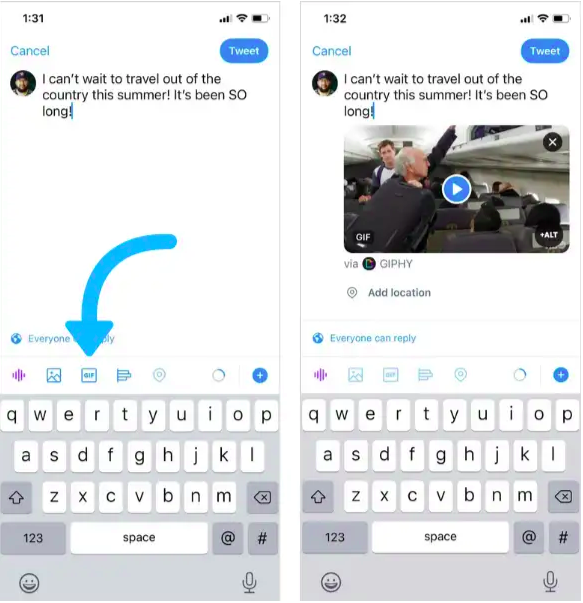 1:31
Cancel
Tweet
I can't wait to travel out of the
country this summer! It's been SO
long!
Everyone can reply
GIF
q w e r t y u i o p
a s d f g h j k l
z x c v b n m
123
space
@
#
1:32
Cancel
Tweet
I can't wait to travel out of the
country this summer! It's been SO
long!
GIF
+ALT
via GIPHY
Add location
Everyone can reply
GIF
q w e r t y u i o p
a s d f g h j k l
z x c v b n m
123
space
@
#